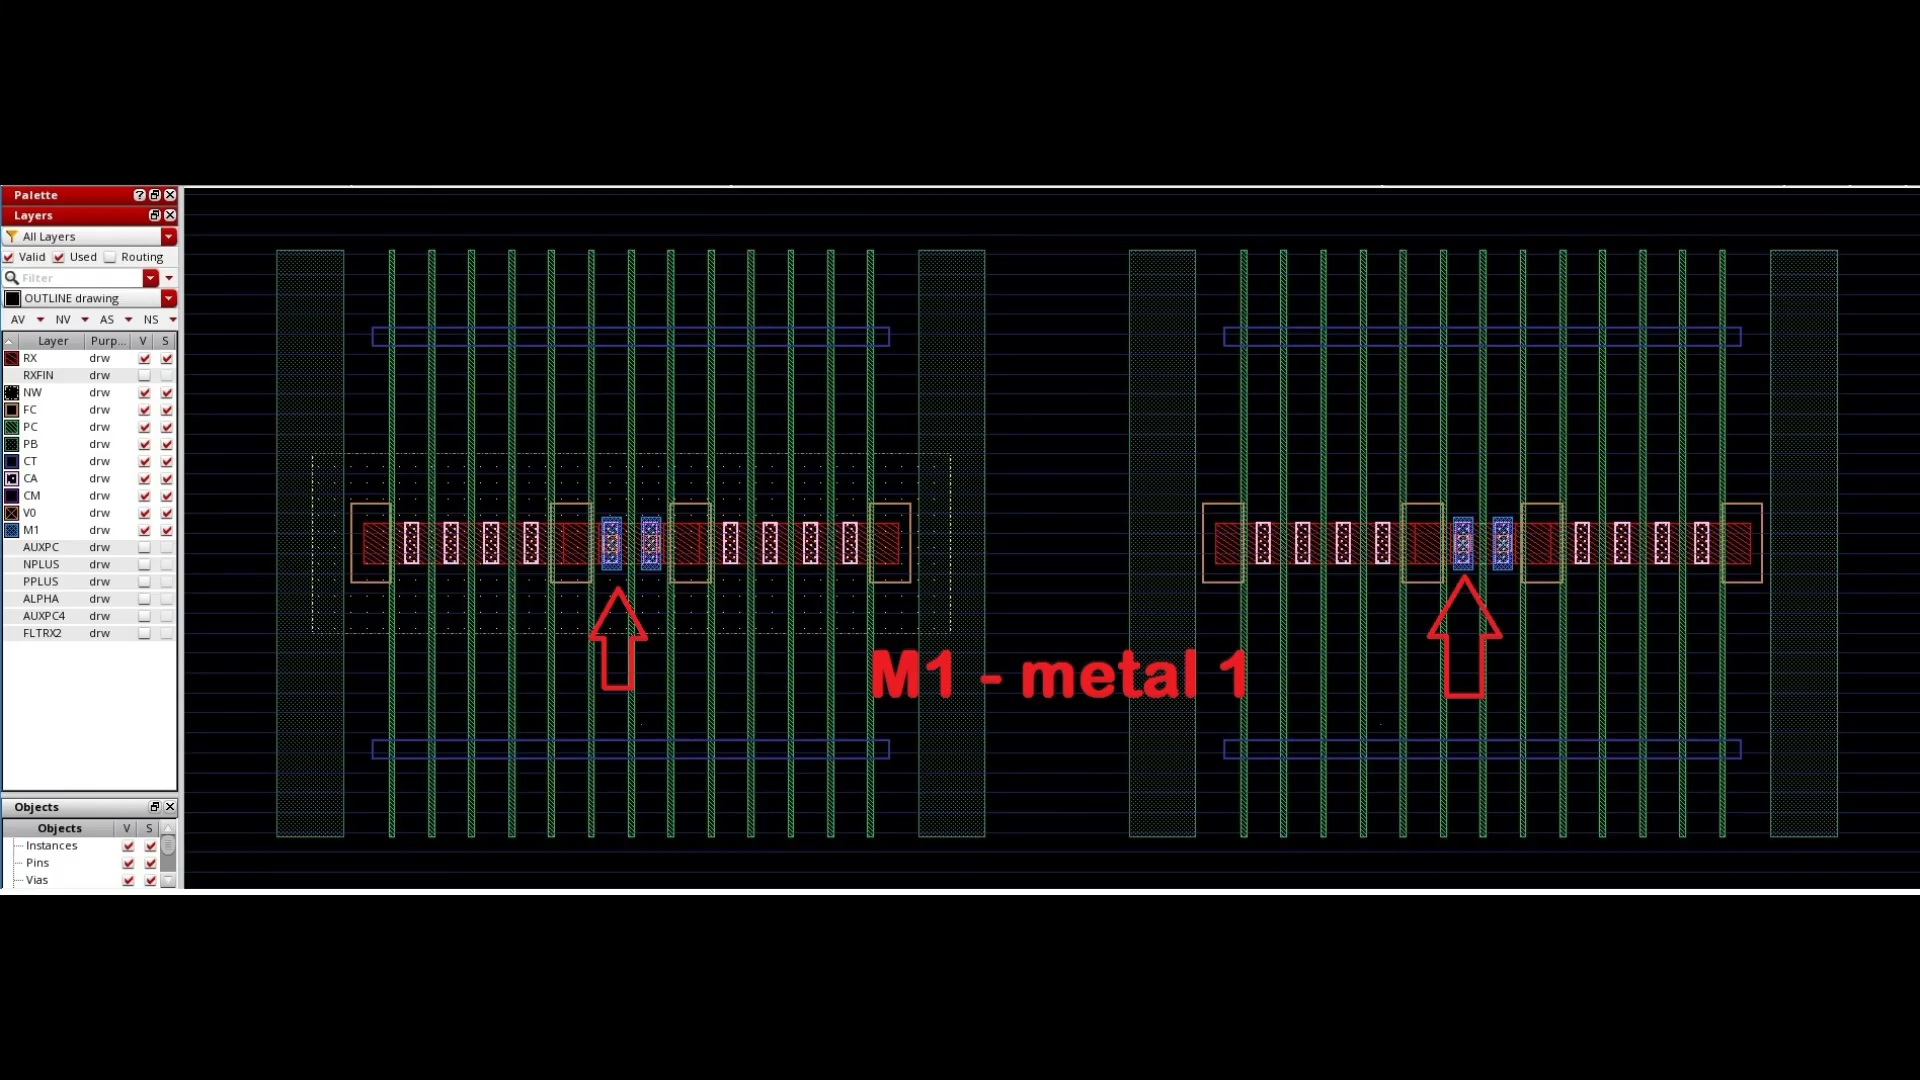 Palette
Layers
All Layers
Valid Used Routing
Filter
OUTLINE drawing
AV NV AS NS
Layer Purp... V S
RX drw
RXFIN drw
NW drw
FC drw
PC drw
PB drw
CT drw
CA drw
CM drw
V0 drw
M1 drw
AUXPC drw
NPLUS drw
PPLUS drw
ALPHA drw
AUXPC4 drw
FLTRX2 drw
Objects
Objects V S
Instances
Pins
Vias
M1 - metal 1